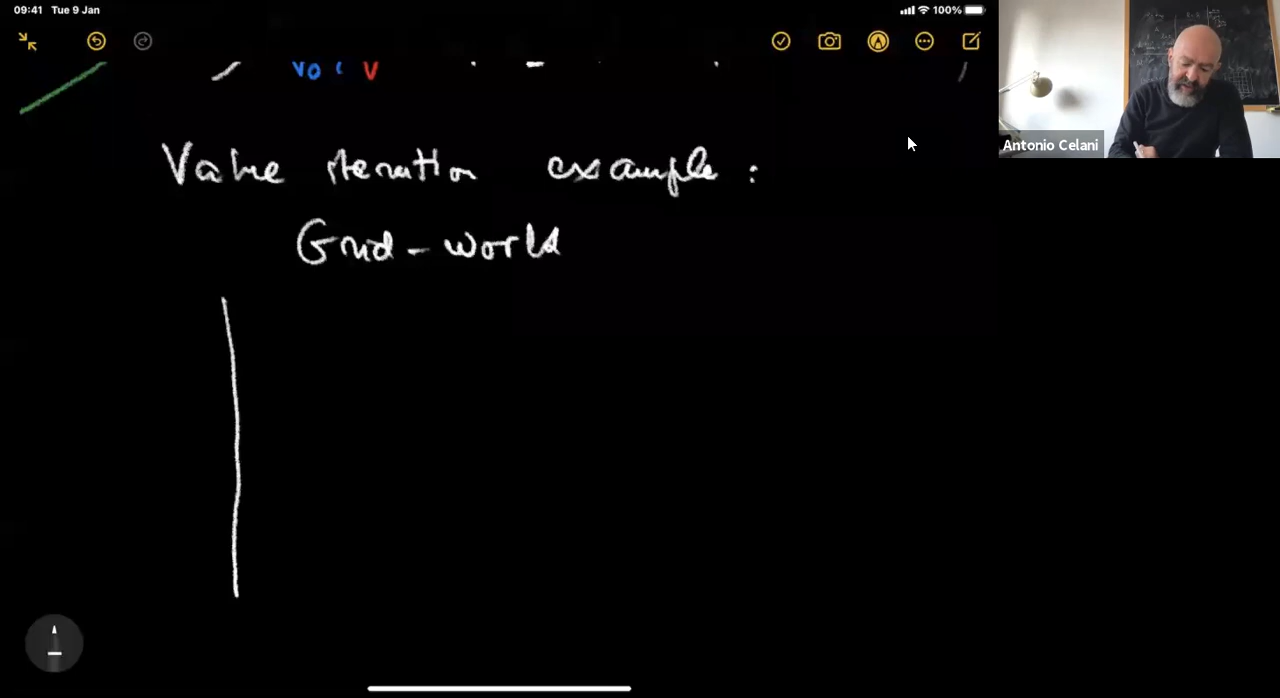 09:41 Tue 9 Jan 100%
Antonio Celani
Value iteration example :
Grid-world